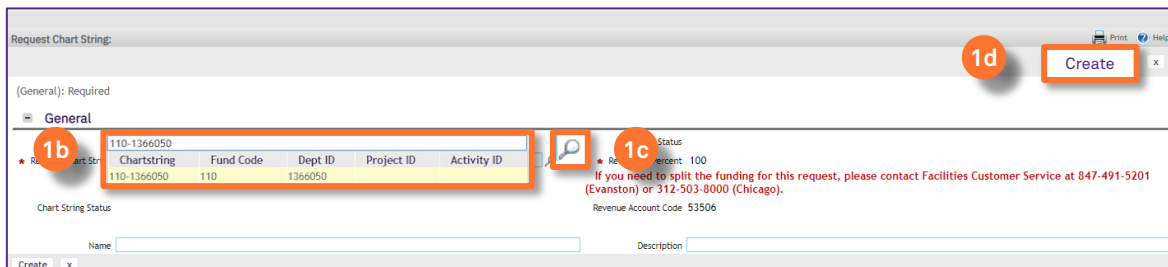 Request Chart String:
Print Help
1d
Create x
(General): Required
General
110-1366050
1b
1c
Status
Chartstring Fund Code Dept ID Project ID Activity ID
100
110-1366050 110 1366050
If you need to split the funding for this request, please contact Facilities Customer Service at 847-491-5201
(Evanston) or 312-503-8000 (Chicago).
Chart String Status
Revenue Account Code 53506
Name
Description
Create x